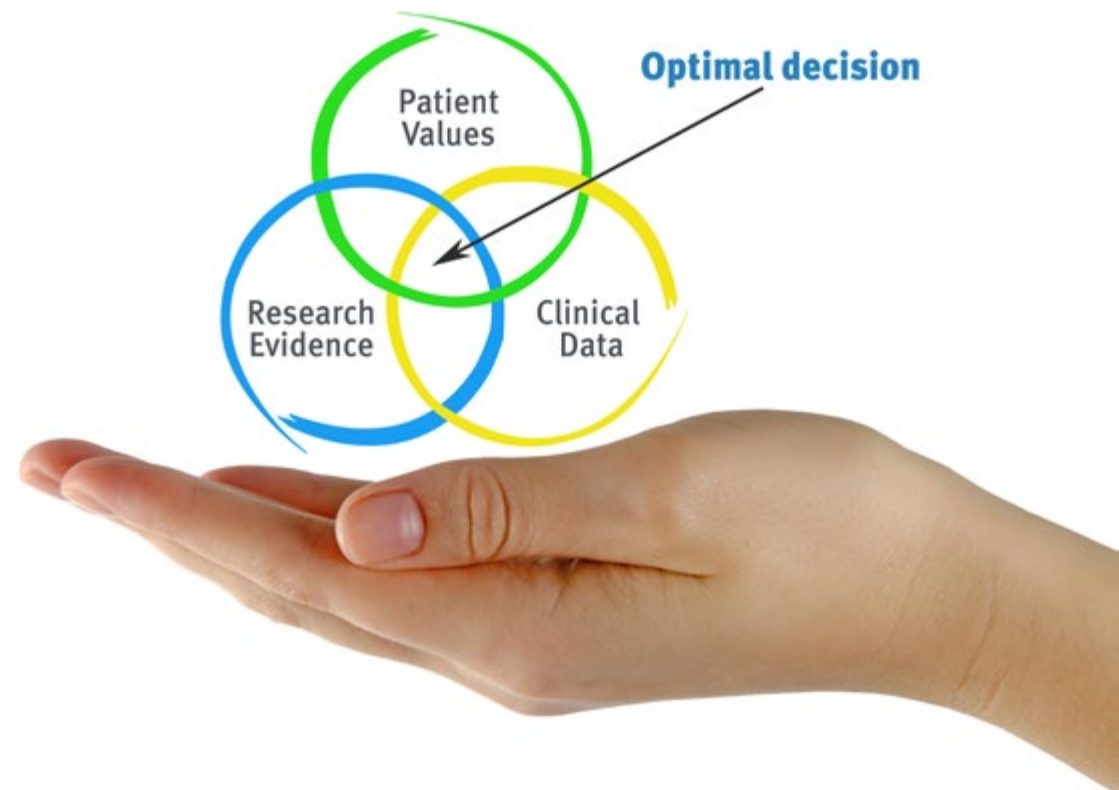 Optimal decision
Patient
Values
Research
Evidence
Clinical
Data